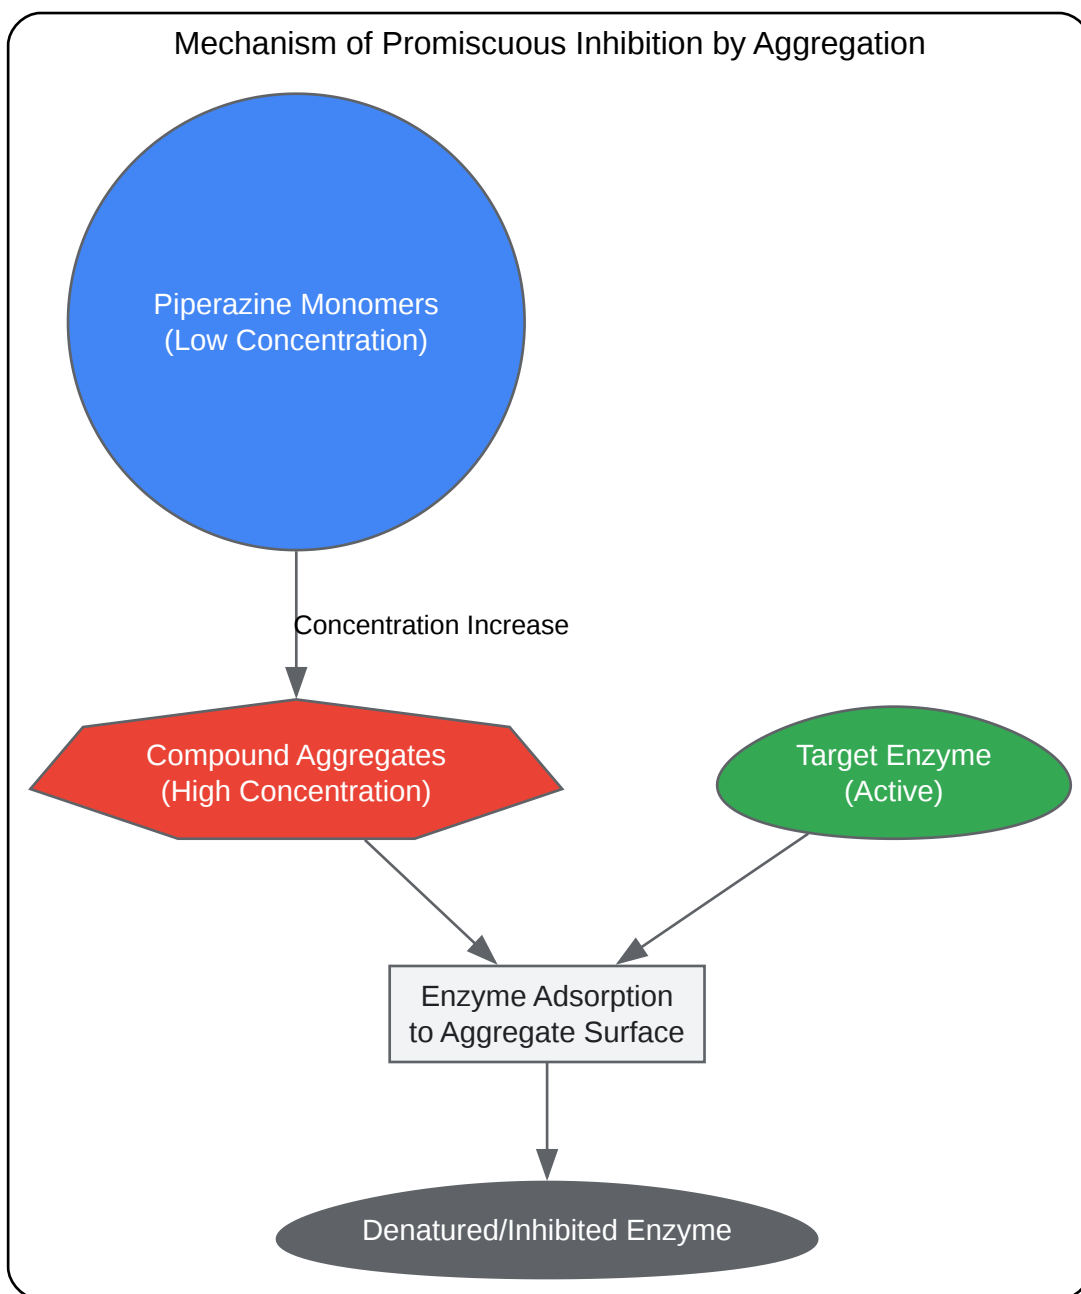 Mechanism of Promiscuous Inhibition by Aggregation
Piperazine Monomers
(Low Concentration)
Concentration Increase
Compound Aggregates
(High Concentration)
Target Enzyme
(Active)
Enzyme Adsorption
to Aggregate Surface
Denatured/Inhibited Enzyme